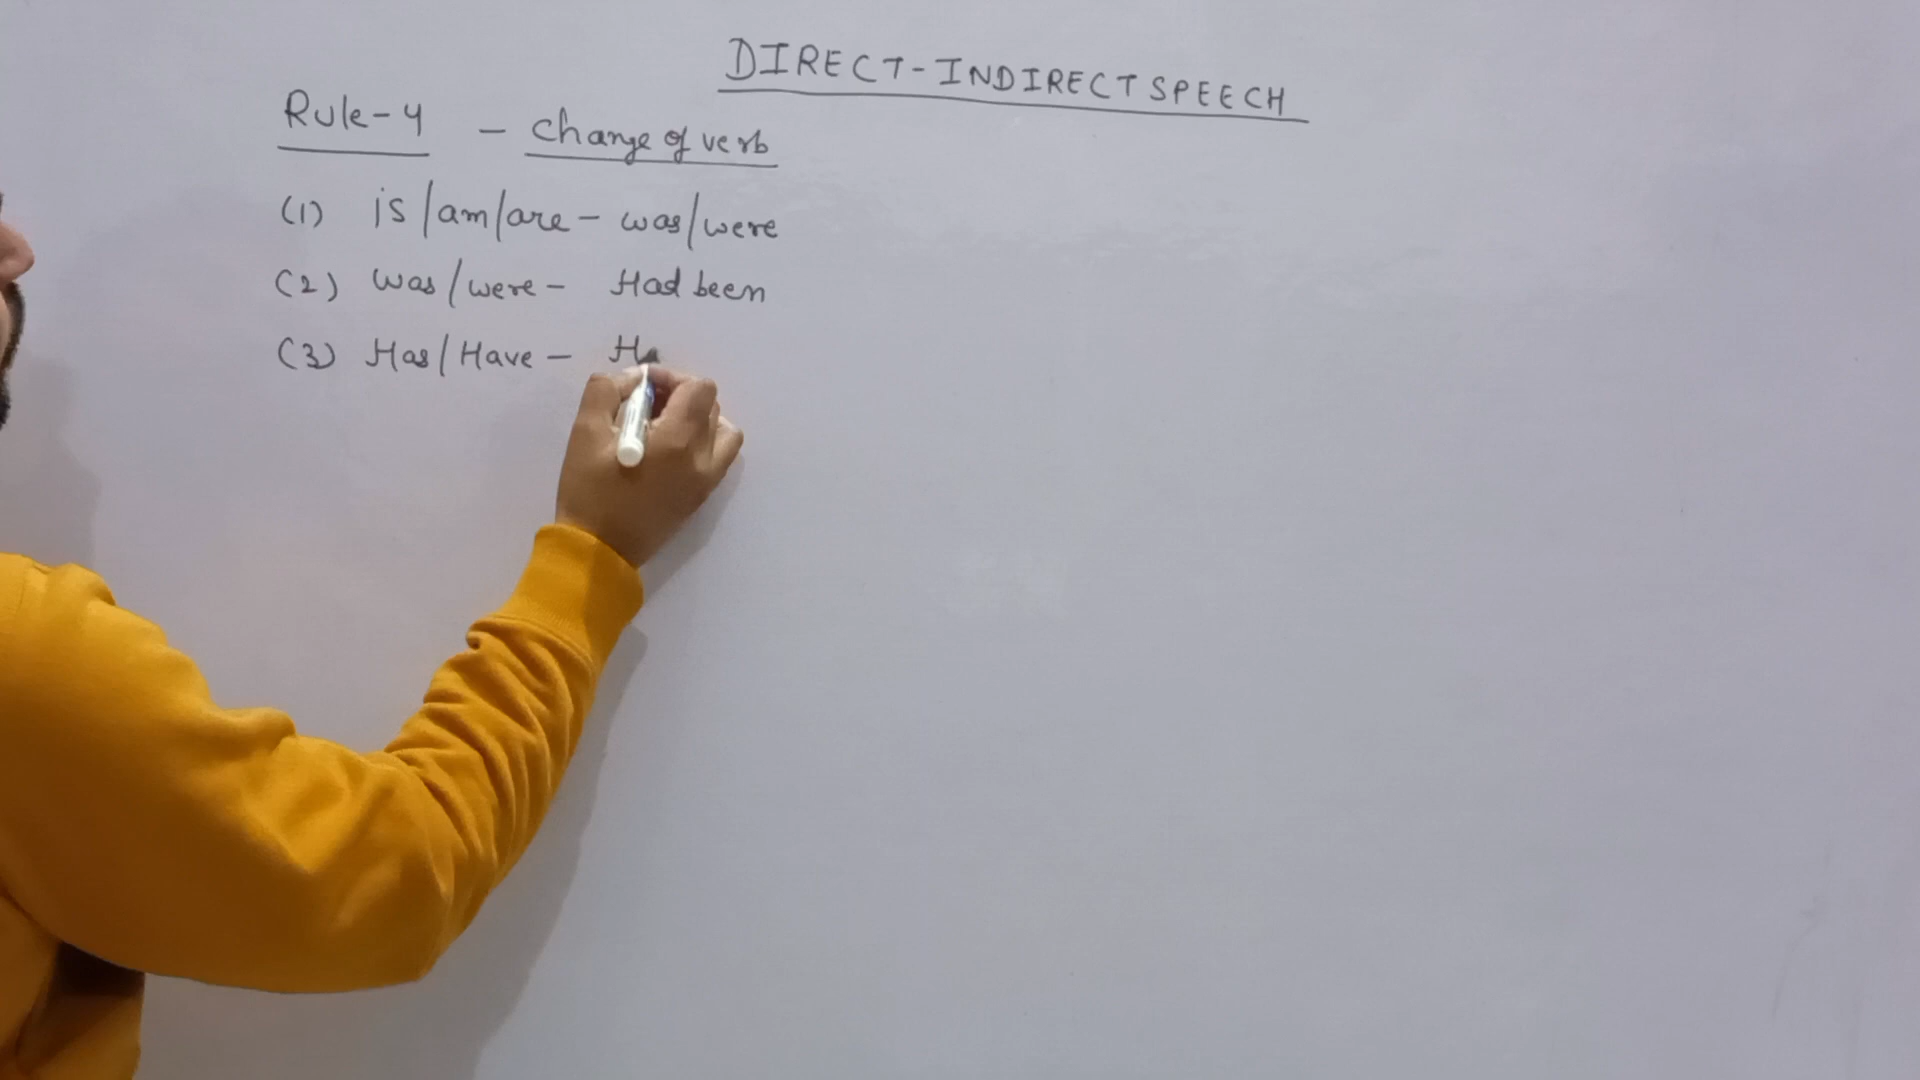 DIRECT-INDIRECT SPEECH
Rule-4 - Change of verb
(1) is/am/are - was/were
(2) was/were - Had been
(3) Has/Have - Ha